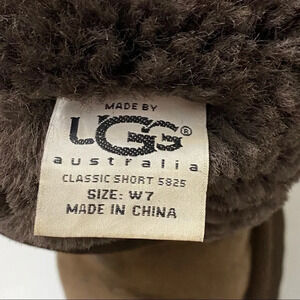 MADE BY
UGG®
australia
CLASSIC SHORT 5825
SIZE: W7
MADE IN CHINA